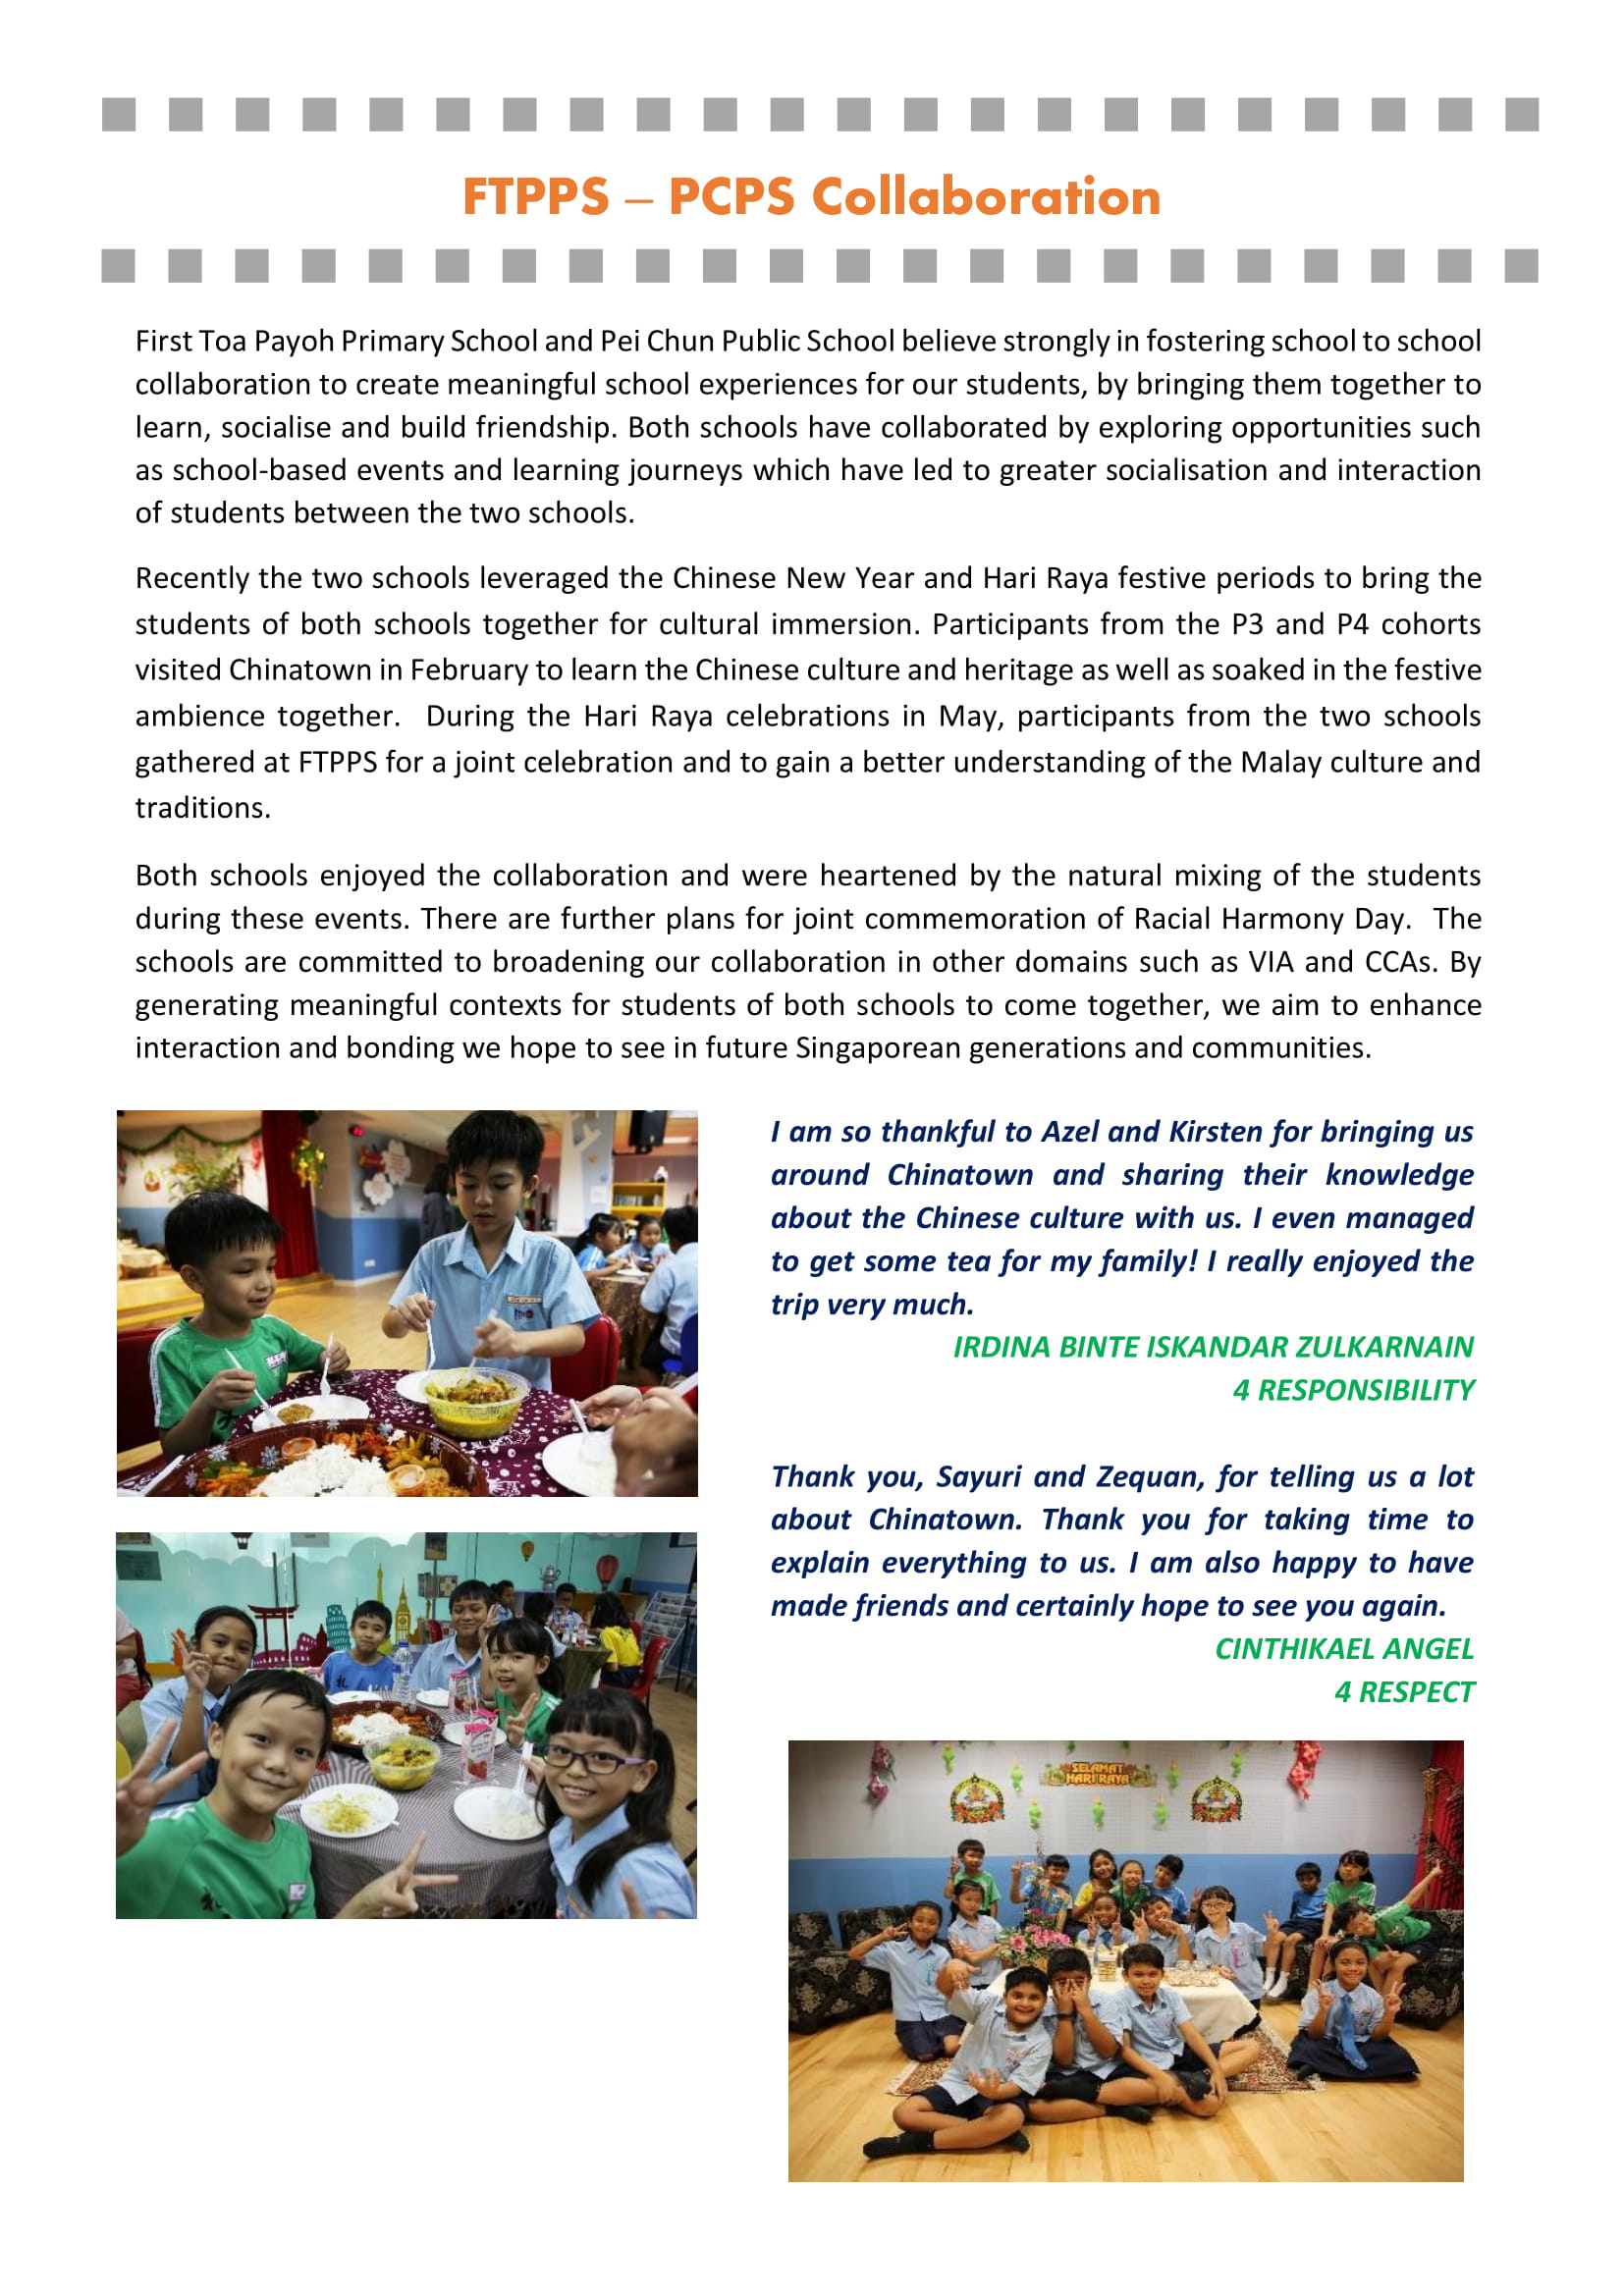 FTPPS – PCPS Collaboration
First Toa Payoh Primary School and Pei Chun Public School believe strongly in fostering school to school
collaboration to create meaningful school experiences for our students, by bringing them together to
learn, socialise and build friendship. Both schools have collaborated by exploring opportunities such
as school-based events and learning journeys which have led to greater socialisation and interaction
of students between the two schools.
Recently the two schools leveraged the Chinese New Year and Hari Raya festive periods to bring the
students of both schools together for cultural immersion. Participants from the P3 and P4 cohorts
visited Chinatown in February to learn the Chinese culture and heritage as well as soaked in the festive
ambience together.  During the Hari Raya celebrations in May, participants from the two schools
gathered at FTPPS for a joint celebration and to gain a better understanding of the Malay culture and
traditions.
Both schools enjoyed the collaboration and were heartened by the natural mixing of the students
during these events. There are further plans for joint commemoration of Racial Harmony Day.  The
schools are committed to broadening our collaboration in other domains such as VIA and CCAs. By
generating meaningful contexts for students of both schools to come together, we aim to enhance
interaction and bonding we hope to see in future Singaporean generations and communities.
I am so thankful to Azel and Kirsten for bringing us
around Chinatown and sharing their knowledge
about the Chinese culture with us. I even managed
to get some tea for my family! I really enjoyed the
trip very much.
IRDINA BINTE ISKANDAR ZULKARNAIN
4 RESPONSIBILITY
Thank you, Sayuri and Zequan, for telling us a lot
about Chinatown. Thank you for taking time to
explain everything to us. I am also happy to have
made friends and certainly hope to see you again.
CINTHIKAEL ANGEL
4 RESPECT
SELAMAT
HARI RAYA